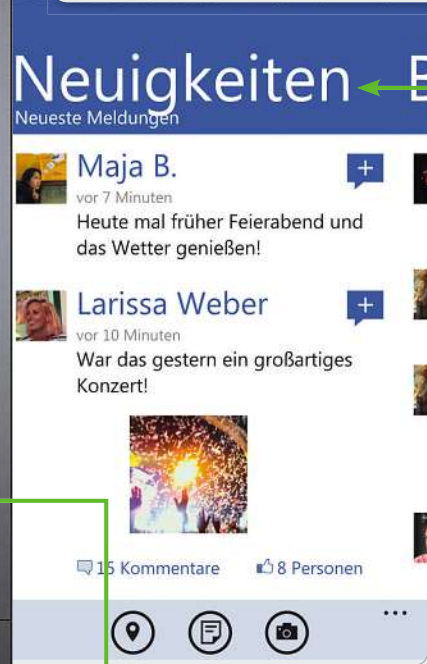 Neuigkeiten
Neueste Meldungen
Maja B.
vor 7 Minuten
Heute mal früher Feierabend und
das Wetter genießen!
Larissa Weber
vor 10 Minuten
War das gestern ein großartiges
Konzert!
15 Kommentare 8 Personen